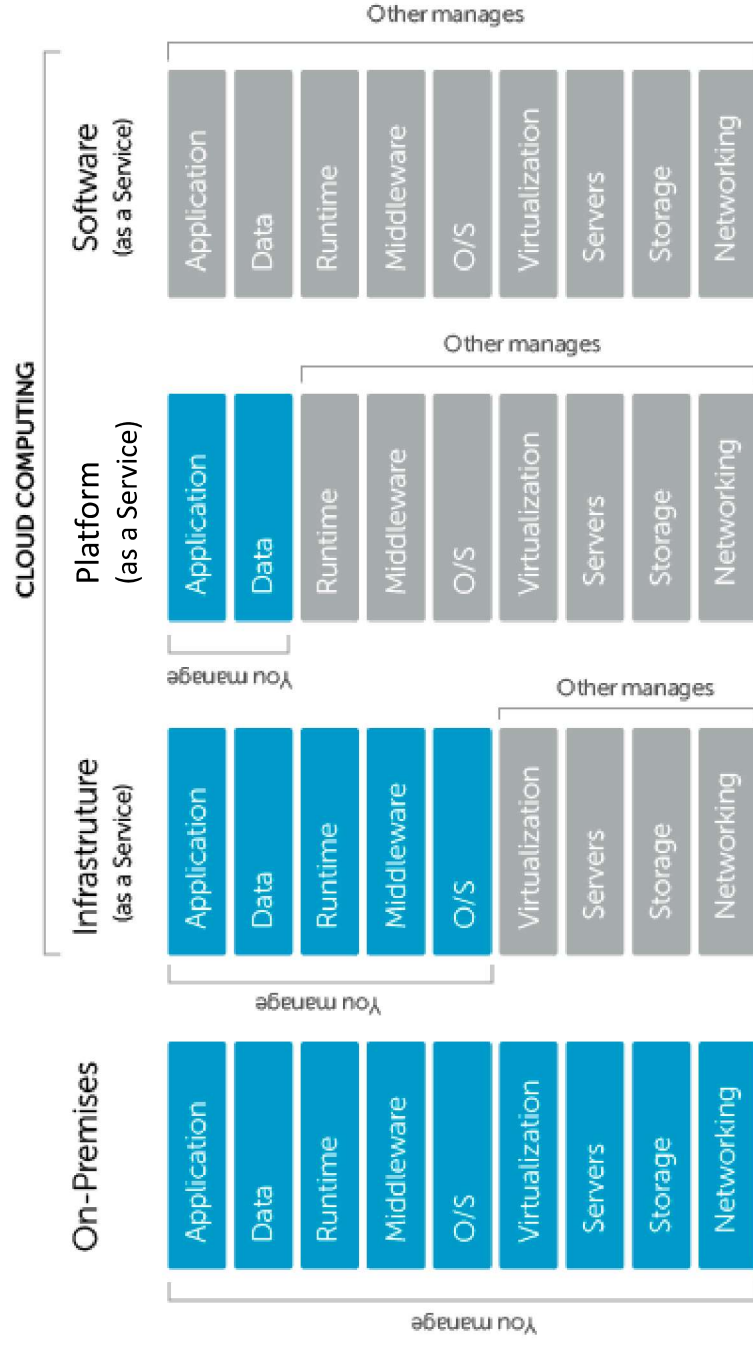 CLOUD COMPUTING
On-Premises
You manage
Application
Data
Runtime
Middleware
O/S
Virtualization
Servers
Storage
Networking
Infrastruture
(as a Service)
You manage
Application
Data
Runtime
Middleware
O/S
Other manages
Virtualization
Servers
Storage
Networking
Platform
(as a Service)
You manage
Application
Data
Other manages
Runtime
Middleware
O/S
Virtualization
Servers
Storage
Networking
Software
(as a Service)
Other manages
Application
Data
Runtime
Middleware
O/S
Virtualization
Servers
Storage
Networking